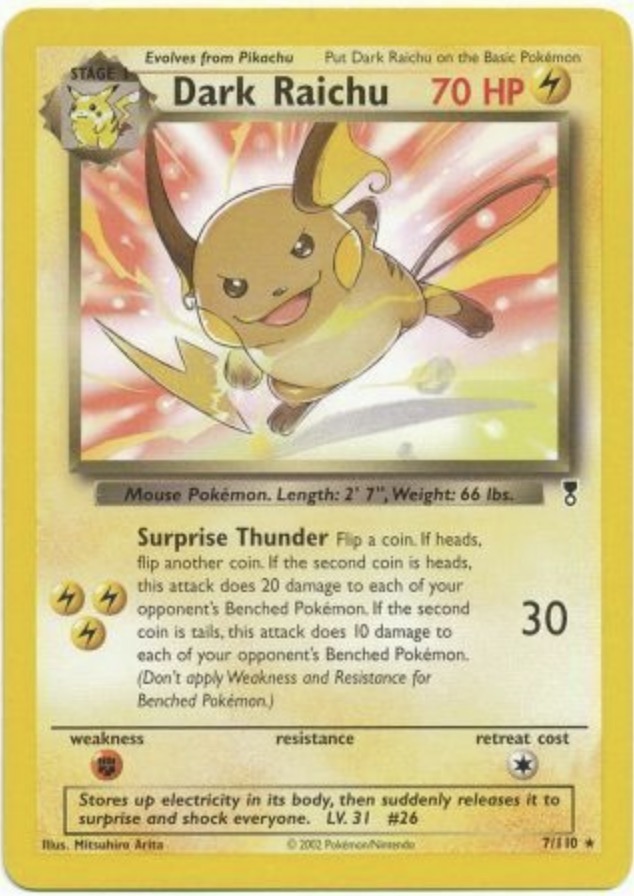 Evolves from Pikachu Put Dark Raichu on the Basic Pokémon
STAGE 1
Dark Raichu 70 HP
Mouse Pokémon. Length: 2' 7", Weight: 66 lbs.
Surprise Thunder Flip a coin. If heads,
flip another coin. If the second coin is heads,
this attack does 20 damage to each of your
opponent's Benched Pokémon. If the second
coin is tails, this attack does 10 damage to
each of your opponent's Benched Pokémon.
(Don't apply Weakness and Resistance for
Benched Pokémon.)
30
weakness resistance retreat cost
Stores up electricity in its body, then suddenly releases it to
surprise and shock everyone. LV. 31 #26
Illus. Mitsuhiro Arita © 2002 Pokémon/Nintendo 7/110 ★